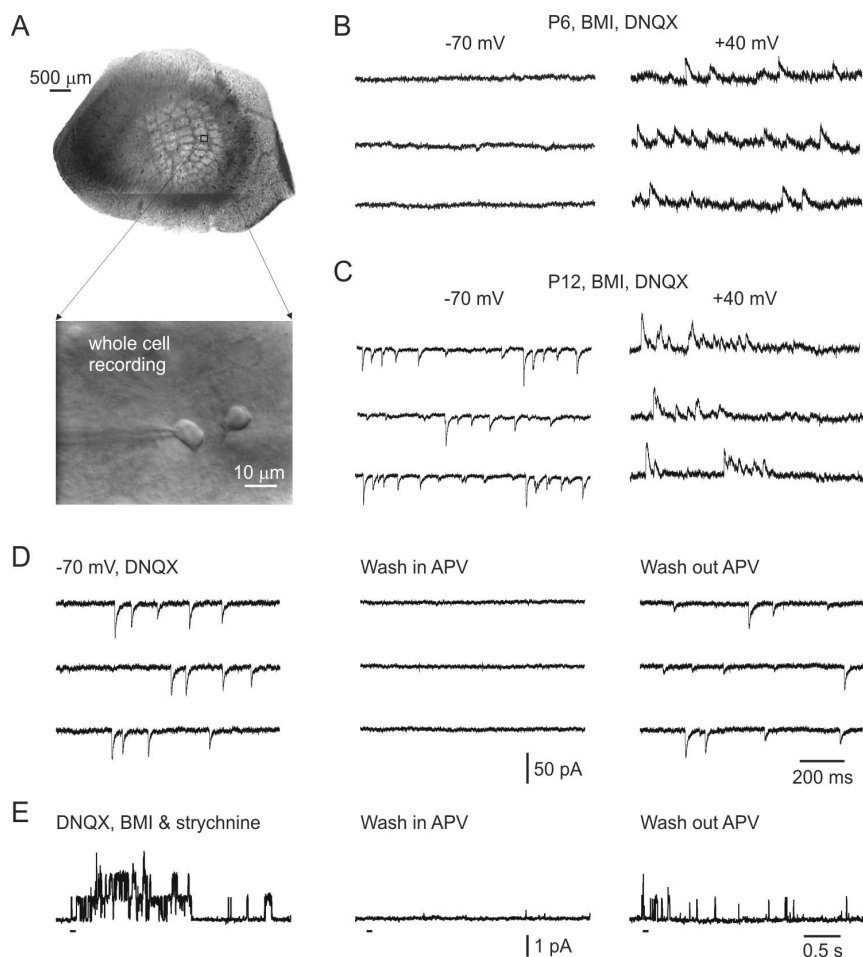 A
500 μm
whole cell
recording
10 μm
B
P6, BMI, DNQX
-70 mV
+40 mV
C
P12, BMI, DNQX
-70 mV
+40 mV
D
-70 mV, DNQX
Wash in APV
Wash out APV
50 pA
200 ms
E
DNQX, BMI & strychnine
Wash in APV
Wash out APV
1 pA
0.5 s